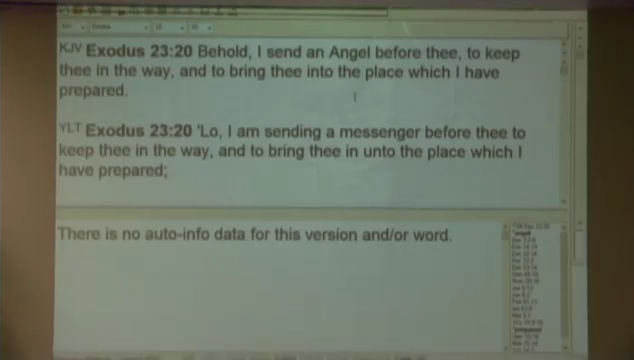 KJV Exodus 23:20 Behold, I send an Angel before thee, to keep
thee in the way, and to bring thee into the place which I have
prepared.
YLT Exodus 23:20 'Lo, I am sending a messenger before thee to
keep thee in the way, and to bring thee in unto the place which I
have prepared;
There is no auto-info data for this version and/or word.